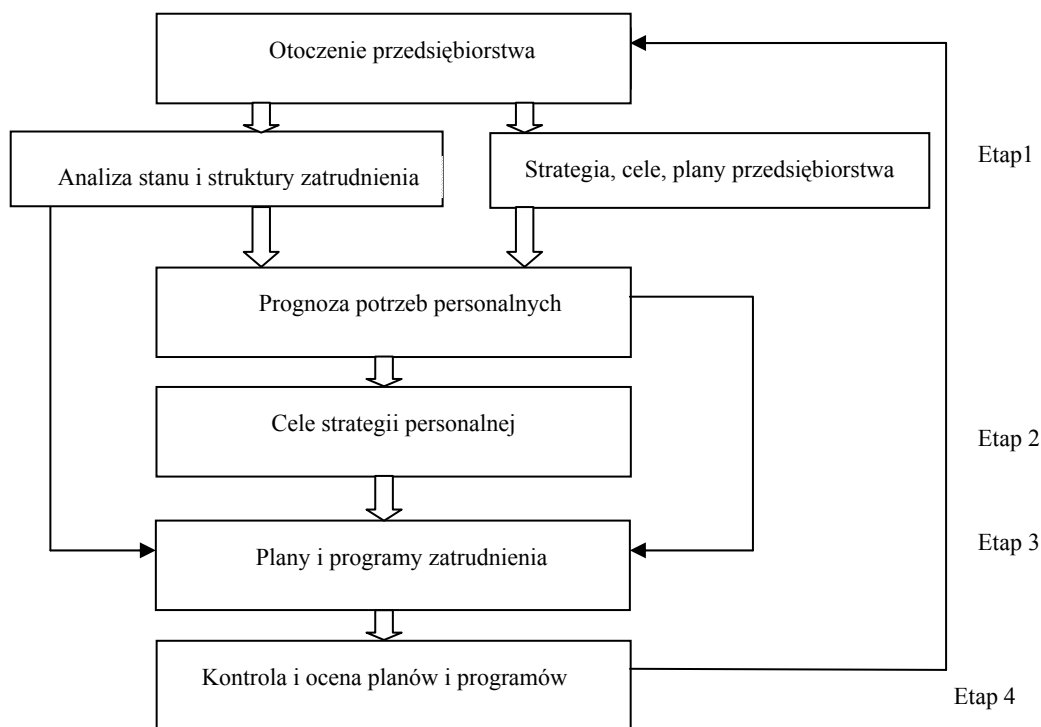 Otoczenie przedsiębiorstwa
Analiza stanu i struktury zatrudnienia
Strategia, cele, plany przedsiębiorstwa
Etap1
Prognoza potrzeb personalnych
Cele strategii personalnej
Etap 2
Plany i programy zatrudnienia
Etap 3
Kontrola i ocena planów i programów
Etap 4